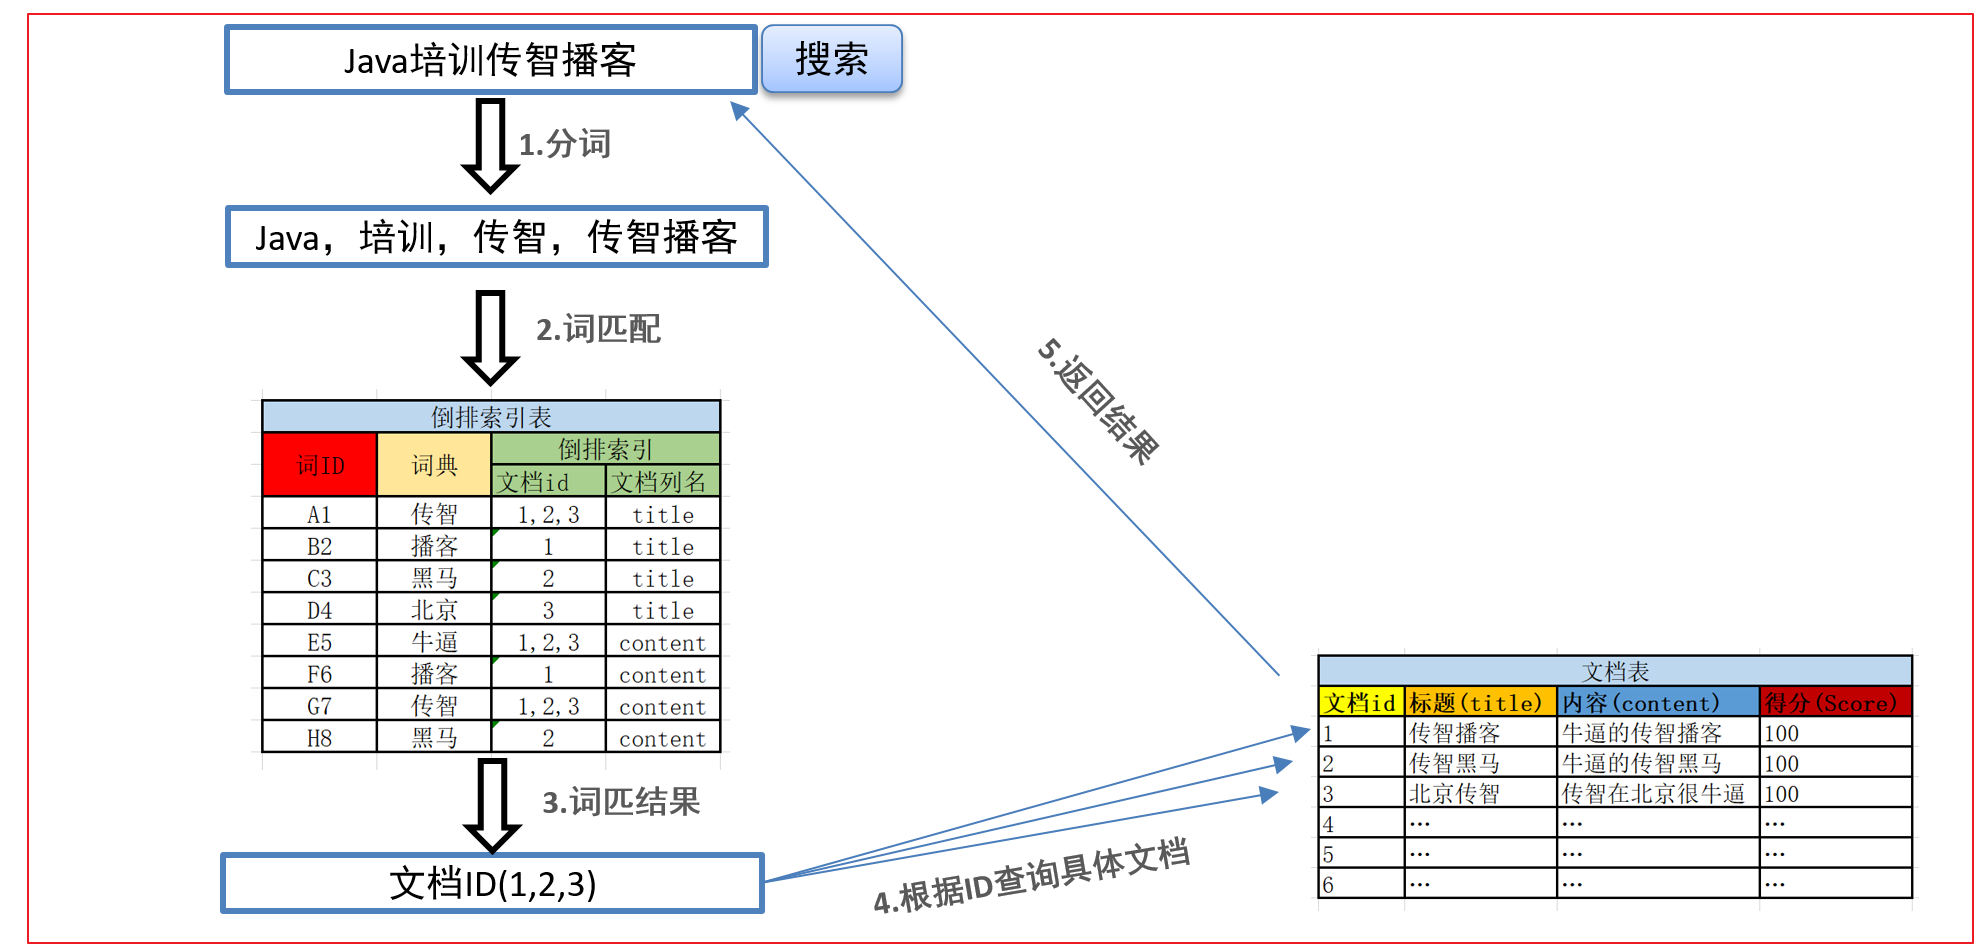 Java培训传智播客 搜索
1.分词
Java，培训，传智，传智播客
2.词匹配
倒排索引表
词ID 词典 倒排索引
文档id 文档列名
A1 传智 1,2,3 title
B2 播客 1 title
C3 黑马 2 title
D4 北京 3 title
E5 牛逼 1,2,3 content
F6 播客 1 content
G7 传智 1,2,3 content
H8 黑马 2 content
3.词匹结果
文档ID(1,2,3)
4.根据ID查询具体文档
文档表
文档id 标题(title) 内容(content) 得分(Score)
1 传智播客 牛逼的传智播客 100
2 传智黑马 牛逼的传智黑马 100
3 北京传智 传智在北京很牛逼 100
4 … … …
5 … … …
6 … … …
5.返回结果